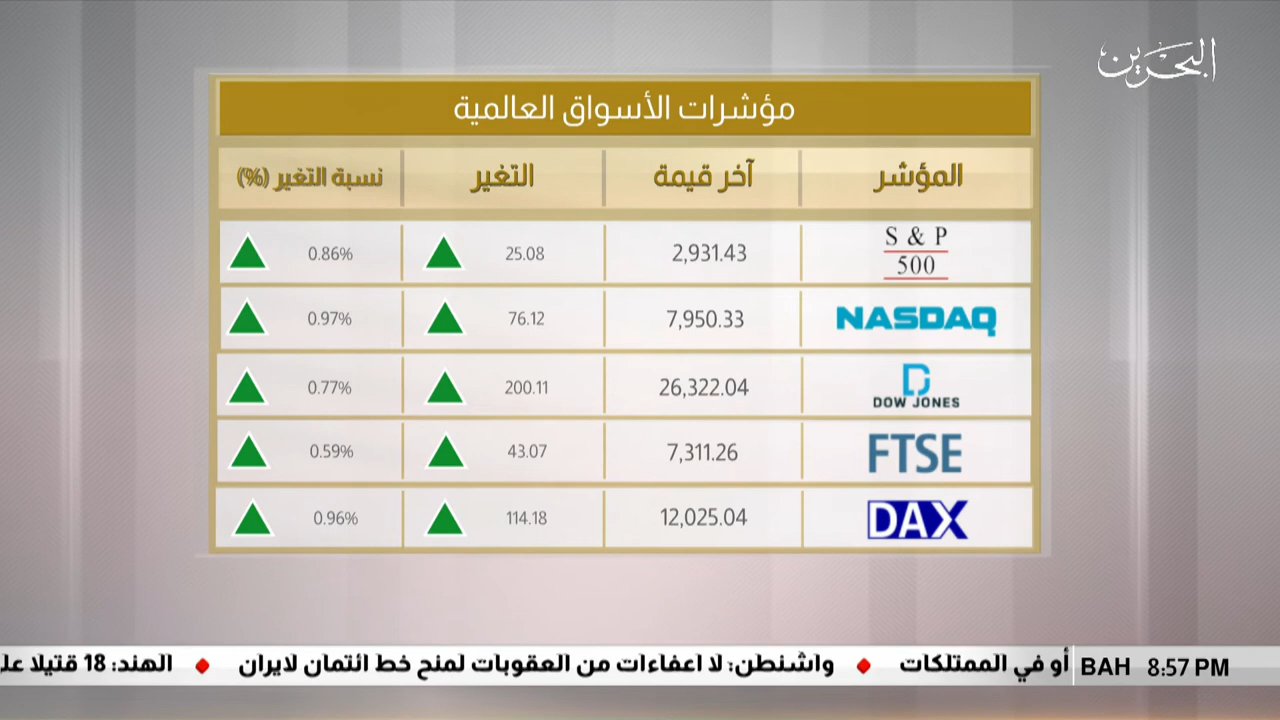 البحرين
مؤشرات الأسواق العالمية
المؤشر آخر قيمة التغير نسبة التغير (%)
S & P 500 2,931.43 25.08 0.86%
NASDAQ 7,950.33 76.12 0.97%
DOW JONES 26,322.04 200.11 0.77%
FTSE 7,311.26 43.07 0.59%
DAX 12,025.04 114.18 0.96%
BAH 8:57 PM أو في الممتلكات ♦ واشنطن: لا اعفاءات من العقوبات لمنح خط ائتمان لايران ♦ الهند: 18 قتيلا